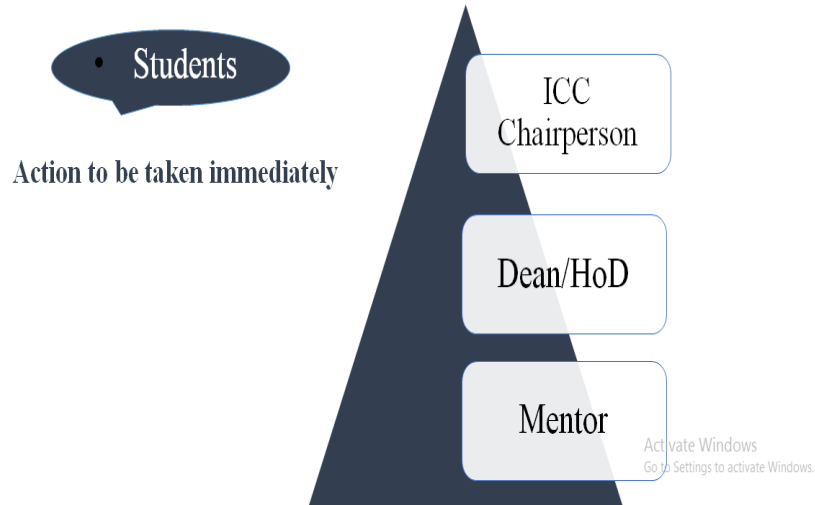 • Students
Action to be taken immediately
ICC
Chairperson
Dean/HoD
Mentor
Activate Windows
Go to Settings to activate Windows.